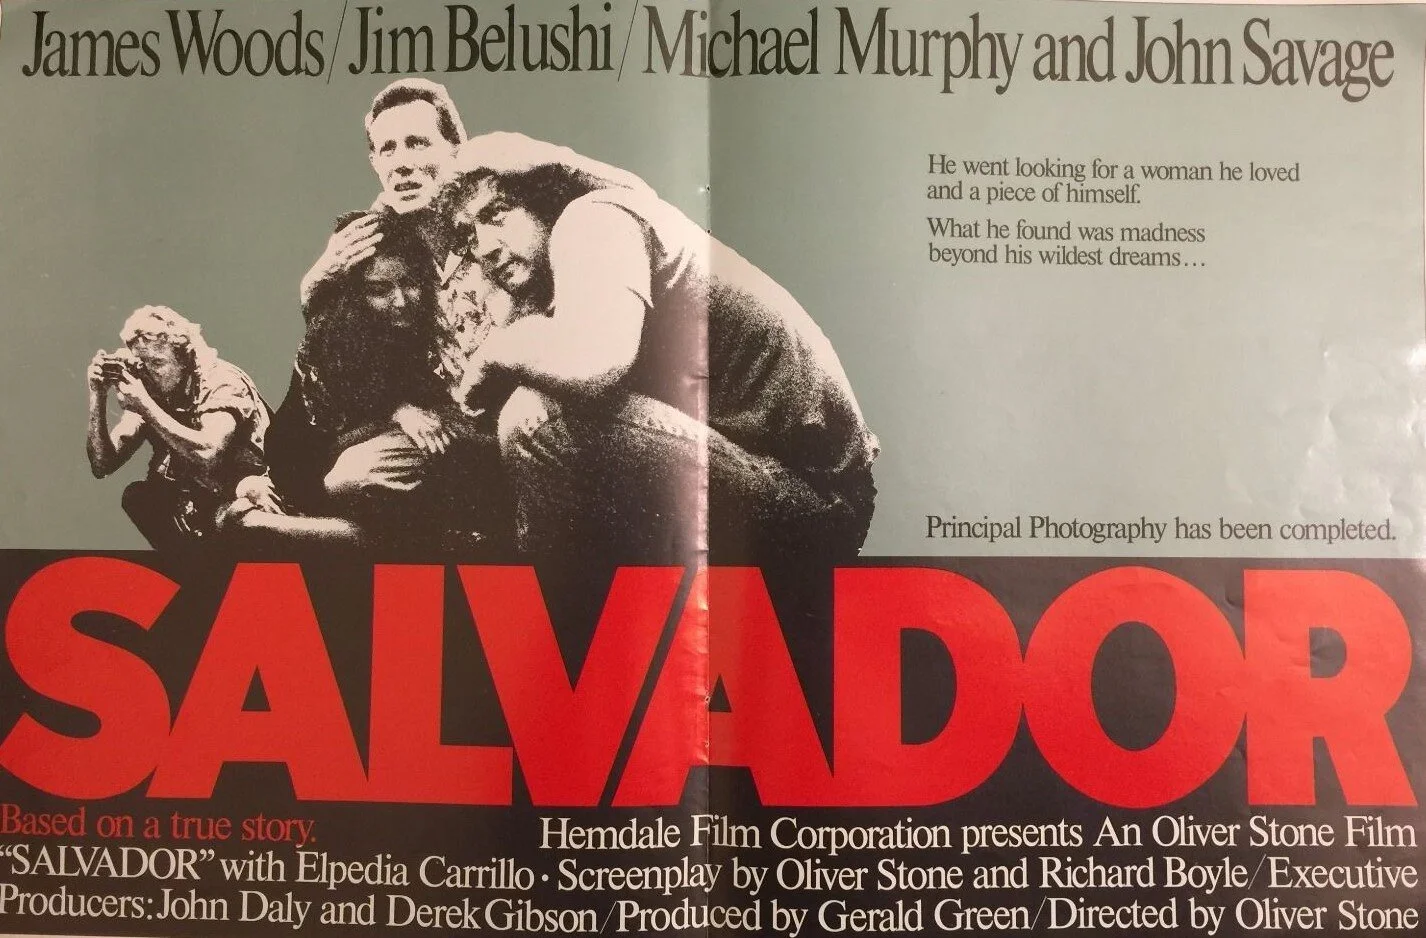 James Woods/Jim Belushi/Michael Murphy and John Savage
He went looking for a woman he loved
and a piece of himself.
What he found was madness
beyond his wildest dreams...
Principal Photography has been completed.
SALVADOR
Based on a true story.
Hemdale Film Corporation presents An Oliver Stone Film
"SALVADOR" with Elpedia Carrillo · Screenplay by Oliver Stone and Richard Boyle/Executive
Producers: John Daly and Derek Gibson/Produced by Gerald Green/Directed by Oliver Stone